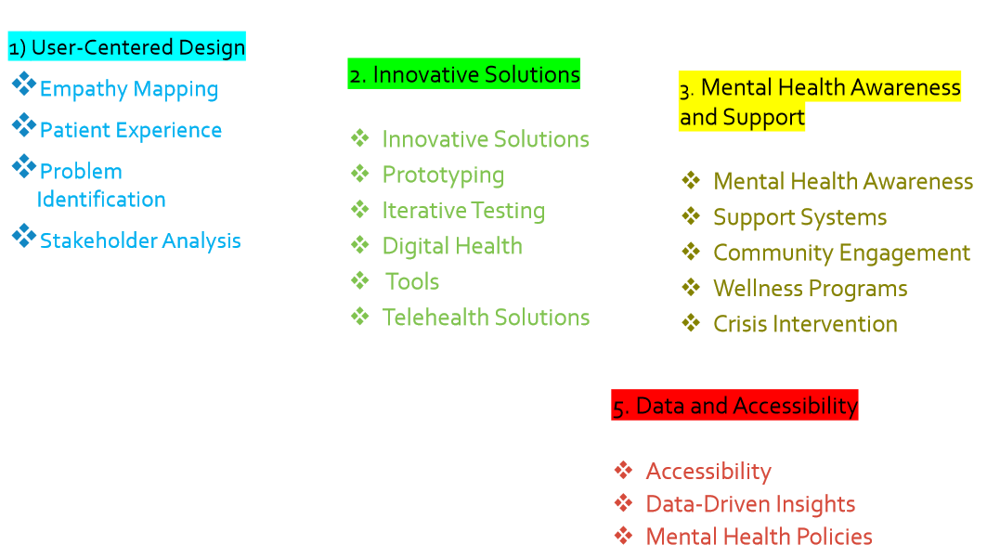 1) User-Centered Design
Empathy Mapping
Patient Experience
Problem
Identification
Stakeholder Analysis
2. Innovative Solutions
Innovative Solutions
Prototyping
Iterative Testing
Digital Health
Tools
Telehealth Solutions
3. Mental Health Awareness
and Support
Mental Health Awareness
Support Systems
Community Engagement
Wellness Programs
Crisis Intervention
5. Data and Accessibility
Accessibility
Data-Driven Insights
Mental Health Policies